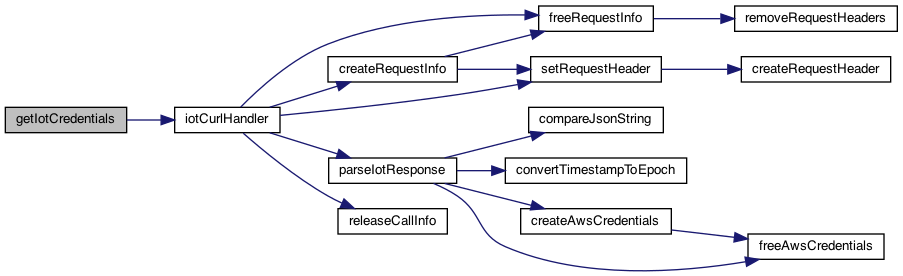 getIotCredentials
iotCurlHandler
freeRequestInfo
removeRequestHeaders
createRequestInfo
setRequestHeader
createRequestHeader
parseIotResponse
compareJsonString
convertTimestampToEpoch
createAwsCredentials
freeAwsCredentials
releaseCallInfo